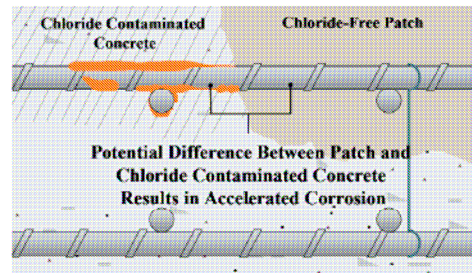 Chloride Contaminated
Concrete
Chloride-Free Patch
Potential Difference Between Patch and
Chloride Contaminated Concrete
Results in Accelerated Corrosion